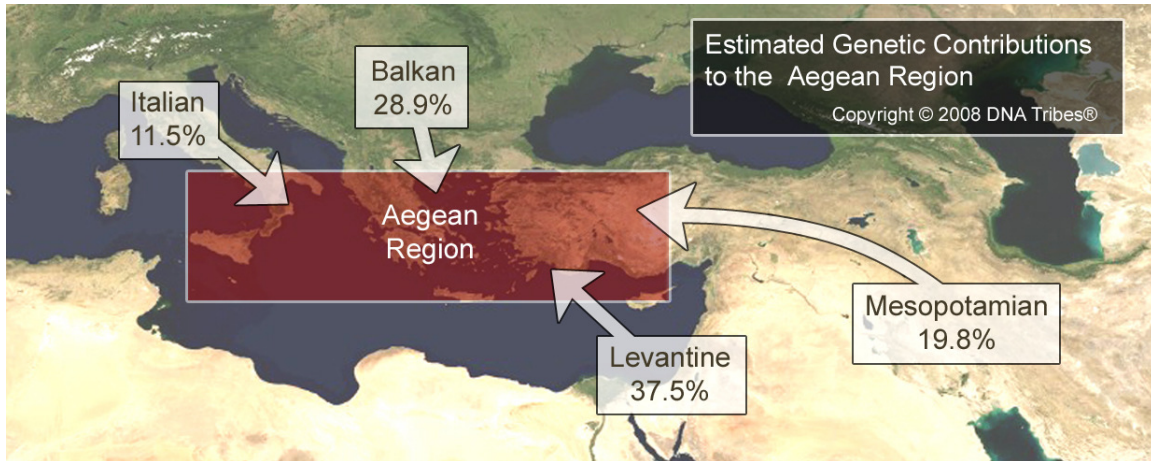 Estimated Genetic Contributions
to the Aegean Region
Copyright © 2008 DNA Tribes®
Balkan
28.9%
Italian
11.5%
Aegean
Region
Mesopotamian
19.8%
Levantine
37.5%